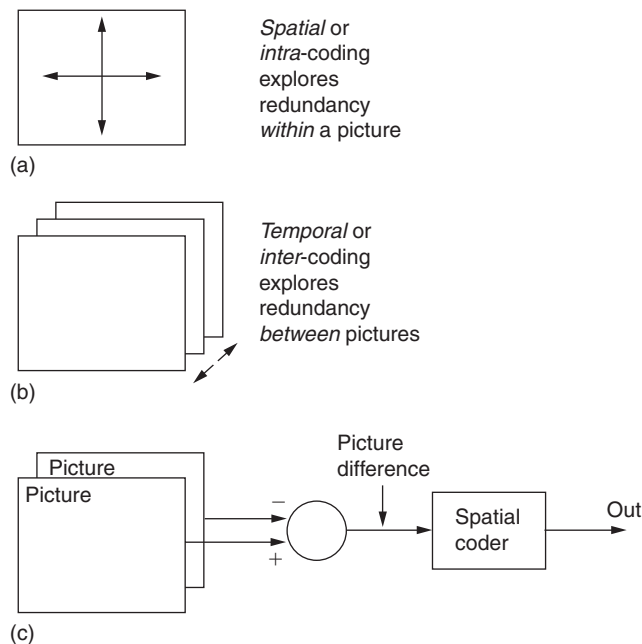 Spatial or
intra-coding
explores
redundancy
within a picture
(a)
Temporal or
inter-coding
explores
redundancy
between pictures
(b)
Picture
Picture
−
+
Picture
difference
Spatial
coder
Out
(c)